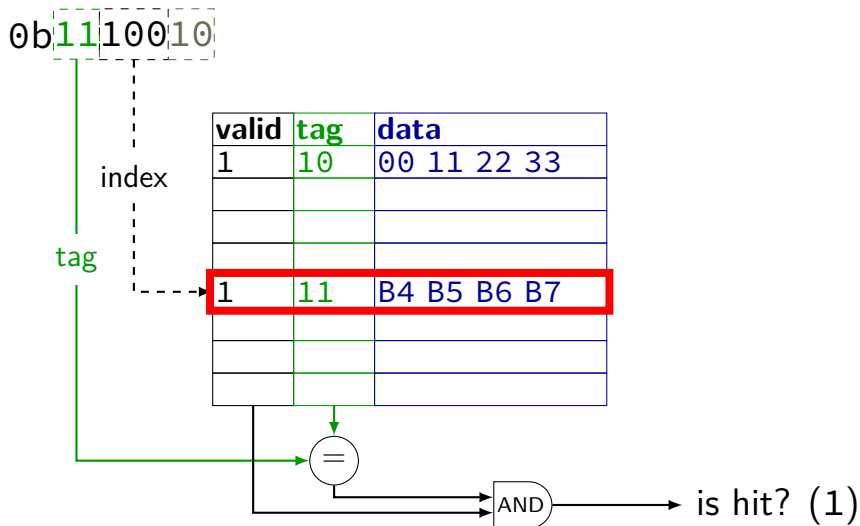 0b1110010
valid tag data
1 10 00 11 22 33
index
tag
1 11 B4 B5 B6 B7
=
AND is hit? (1)